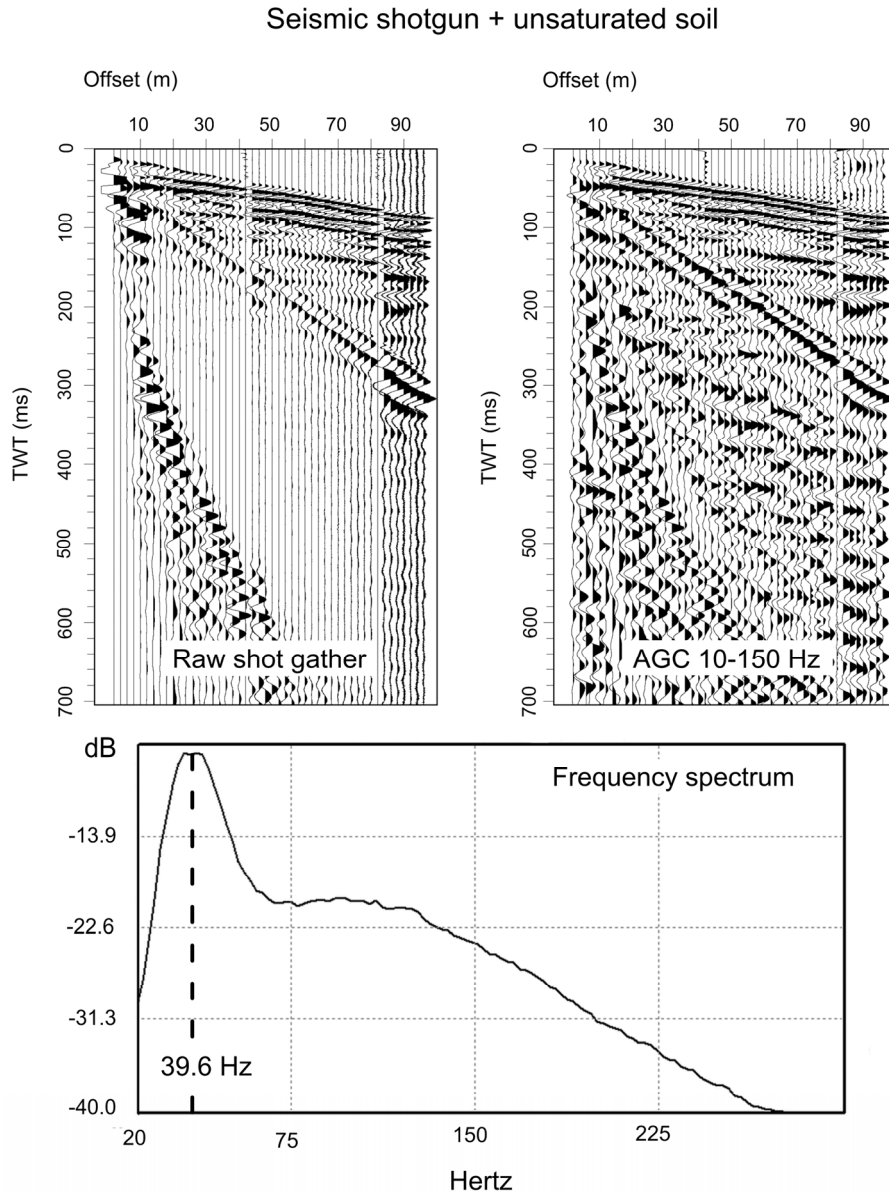 Seismic shotgun + unsaturated soil
Offset (m)
10 30 50 70 90
0
100
200
300
400
500
600
700
TWT (ms)
Raw shot gather
Offset (m)
10 30 50 70 90
0
100
200
300
400
500
600
700
TWT (ms)
AGC 10-150 Hz
dB
Frequency spectrum
-13.9
-22.6
-31.3
-40.0
39.6 Hz
20 75 150 225
Hertz